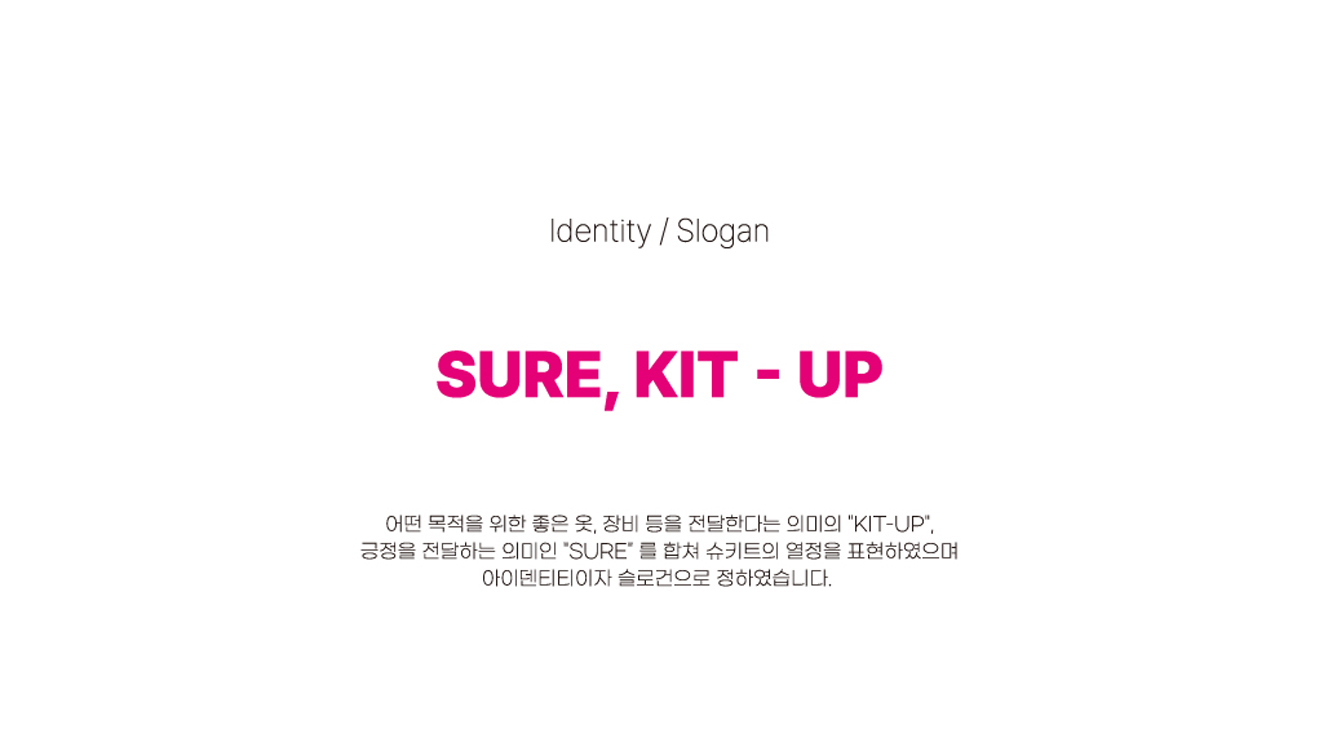 Identity / Slogan
SURE, KIT - UP
어떤 목적을 위한 좋은 옷, 장비 등을 전달한다는 의미의 "KIT-UP",
긍정을 전달하는 의미인 "SURE" 를 합쳐 슈키트의 열정을 표현하였으며
아이덴티티이자 슬로건으로 정하였습니다.